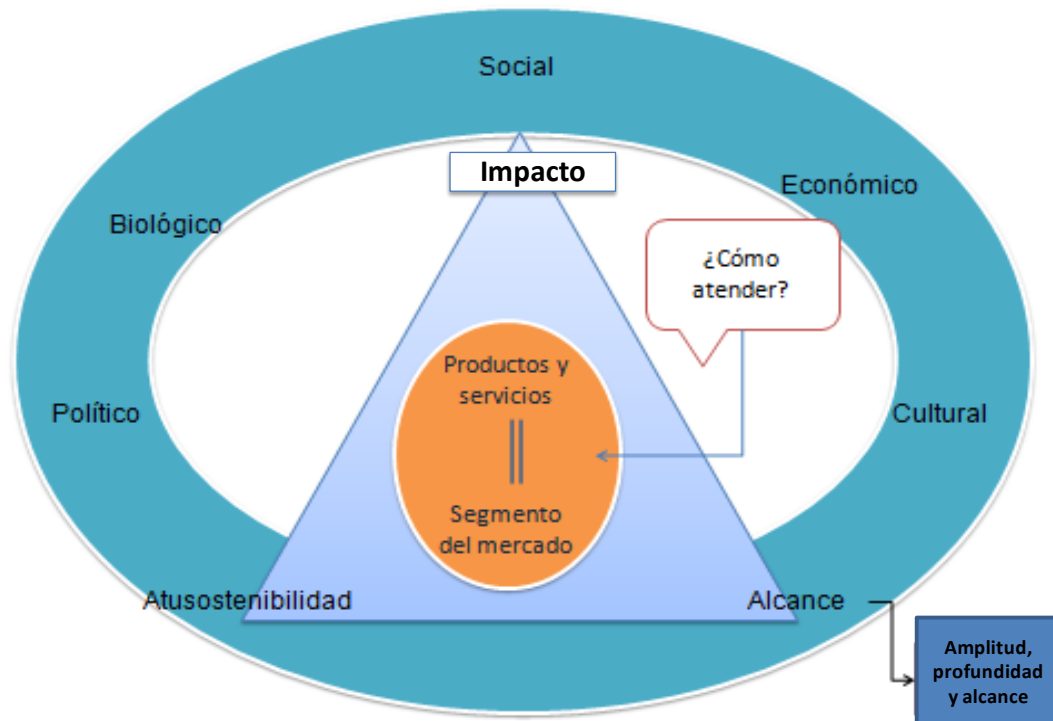 Social
Impacto
Económico
Biológico
¿Cómo
atender?
Productos y
servicios
Político
Cultural
Segmento
del mercado
Atusostenibilidad
Alcance
Amplitud,
profundidad
y alcance